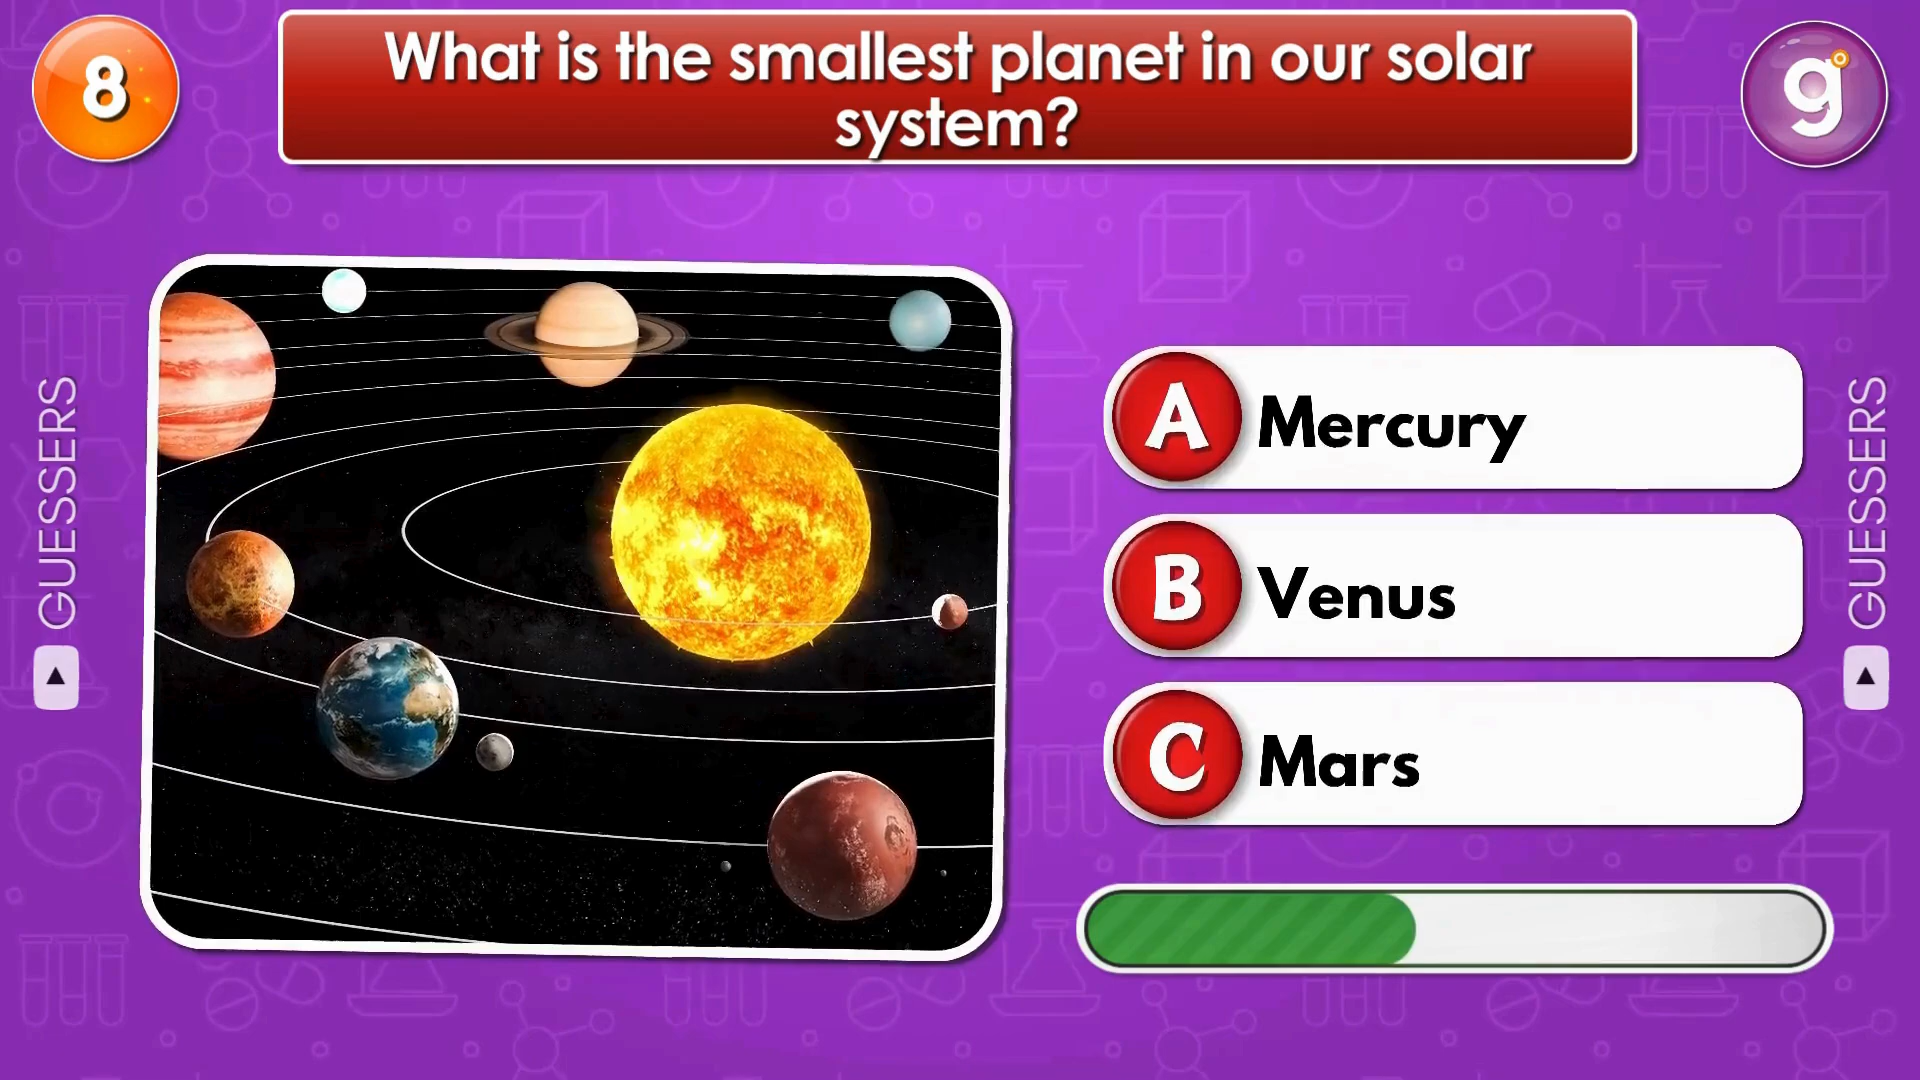 8
What is the smallest planet in our solar
system?
g
GUESSERS
A Mercury
B Venus
C Mars
GUESSERS